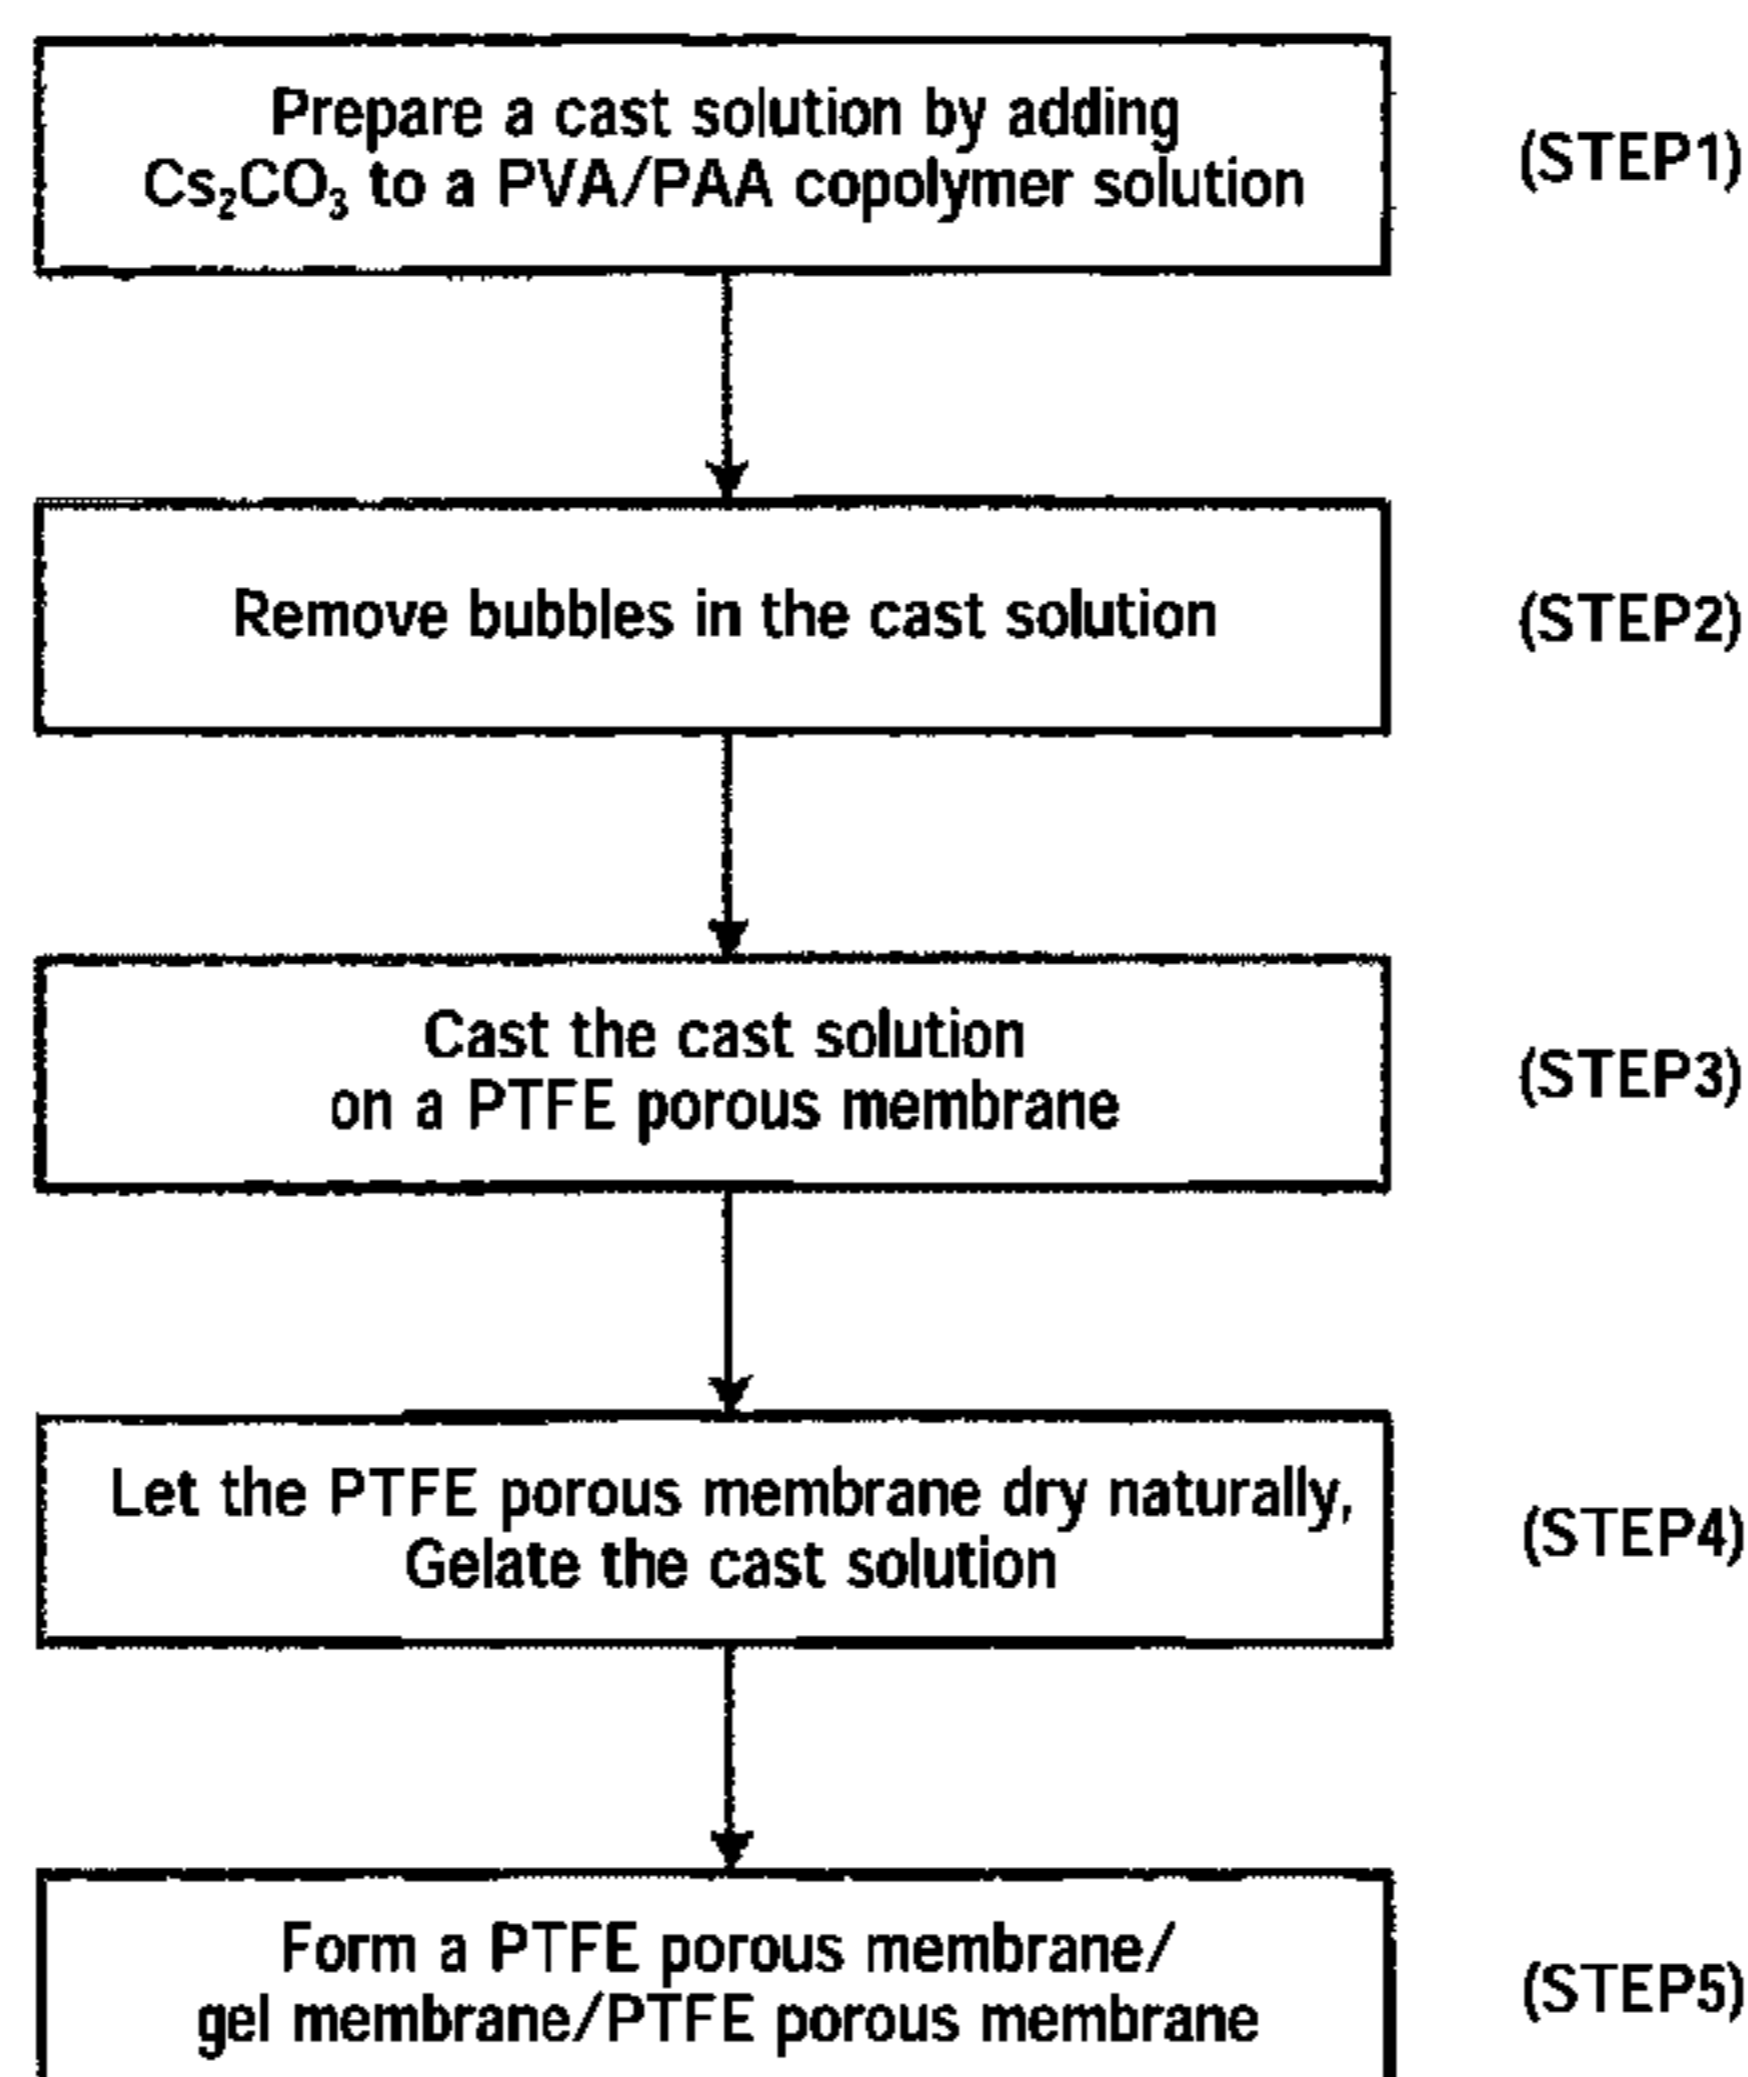 Prepare a cast solution by adding
Cs₂CO₃ to a PVA/PAA copolymer solution
(STEP1)
Remove bubbles in the cast solution
(STEP2)
Cast the cast solution
on a PTFE porous membrane
(STEP3)
Let the PTFE porous membrane dry naturally,
Gelate the cast solution
(STEP4)
Form a PTFE porous membrane/
gel membrane/PTFE porous membrane
(STEP5)